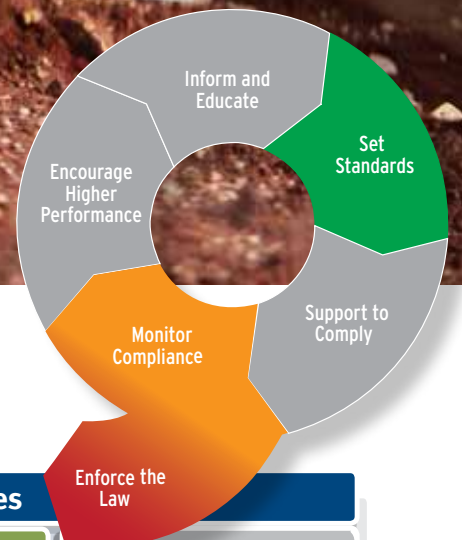 Inform and
Educate
Set
Standards
Encourage
Higher
Performance
Support to
Comply
Monitor
Compliance
Enforce the
Law
es